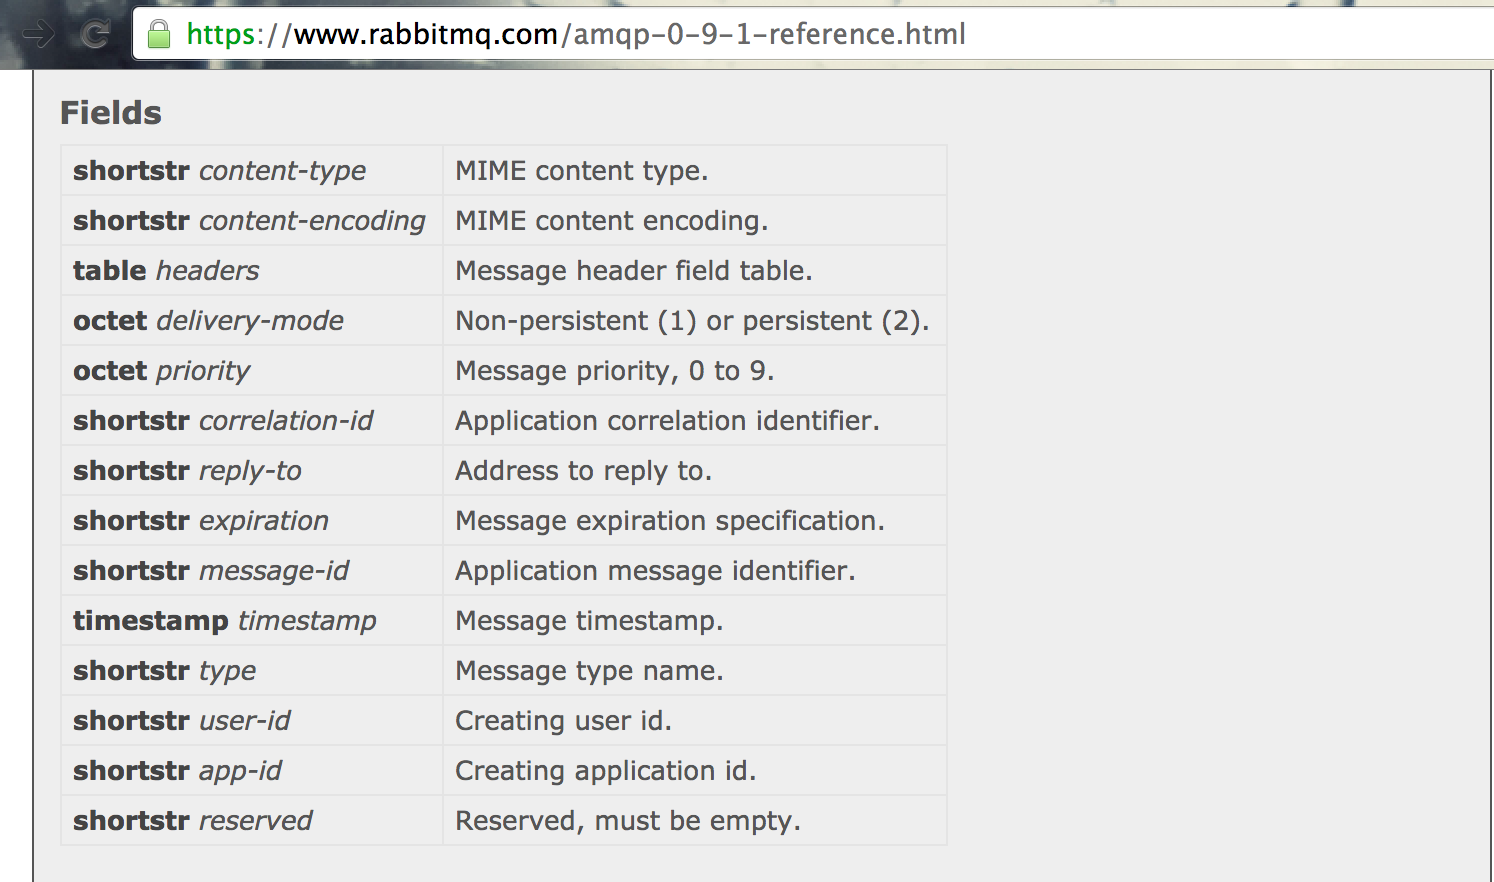 https://www.rabbitmq.com/amqp-0-9-1-reference.html
Fields
shortstr content-type MIME content type.
shortstr content-encoding MIME content encoding.
table headers Message header field table.
octet delivery-mode Non-persistent (1) or persistent (2).
octet priority Message priority, 0 to 9.
shortstr correlation-id Application correlation identifier.
shortstr reply-to Address to reply to.
shortstr expiration Message expiration specification.
shortstr message-id Application message identifier.
timestamp timestamp Message timestamp.
shortstr type Message type name.
shortstr user-id Creating user id.
shortstr app-id Creating application id.
shortstr reserved Reserved, must be empty.